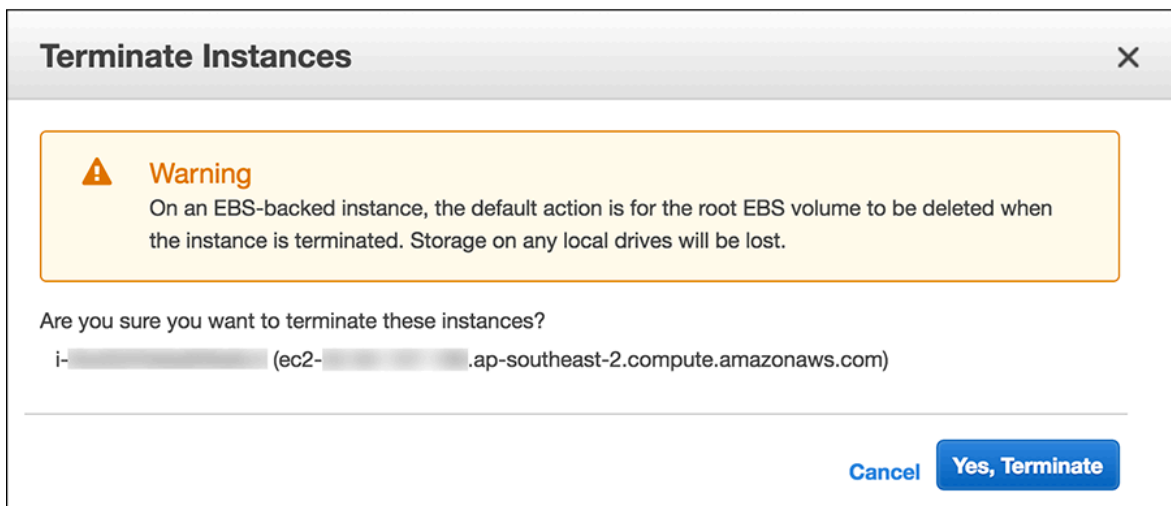 Terminate Instances
Warning
On an EBS-backed instance, the default action is for the root EBS volume to be deleted when
the instance is terminated. Storage on any local drives will be lost.
Are you sure you want to terminate these instances?
i- (ec2- .ap-southeast-2.compute.amazonaws.com)
Cancel
Yes, Terminate